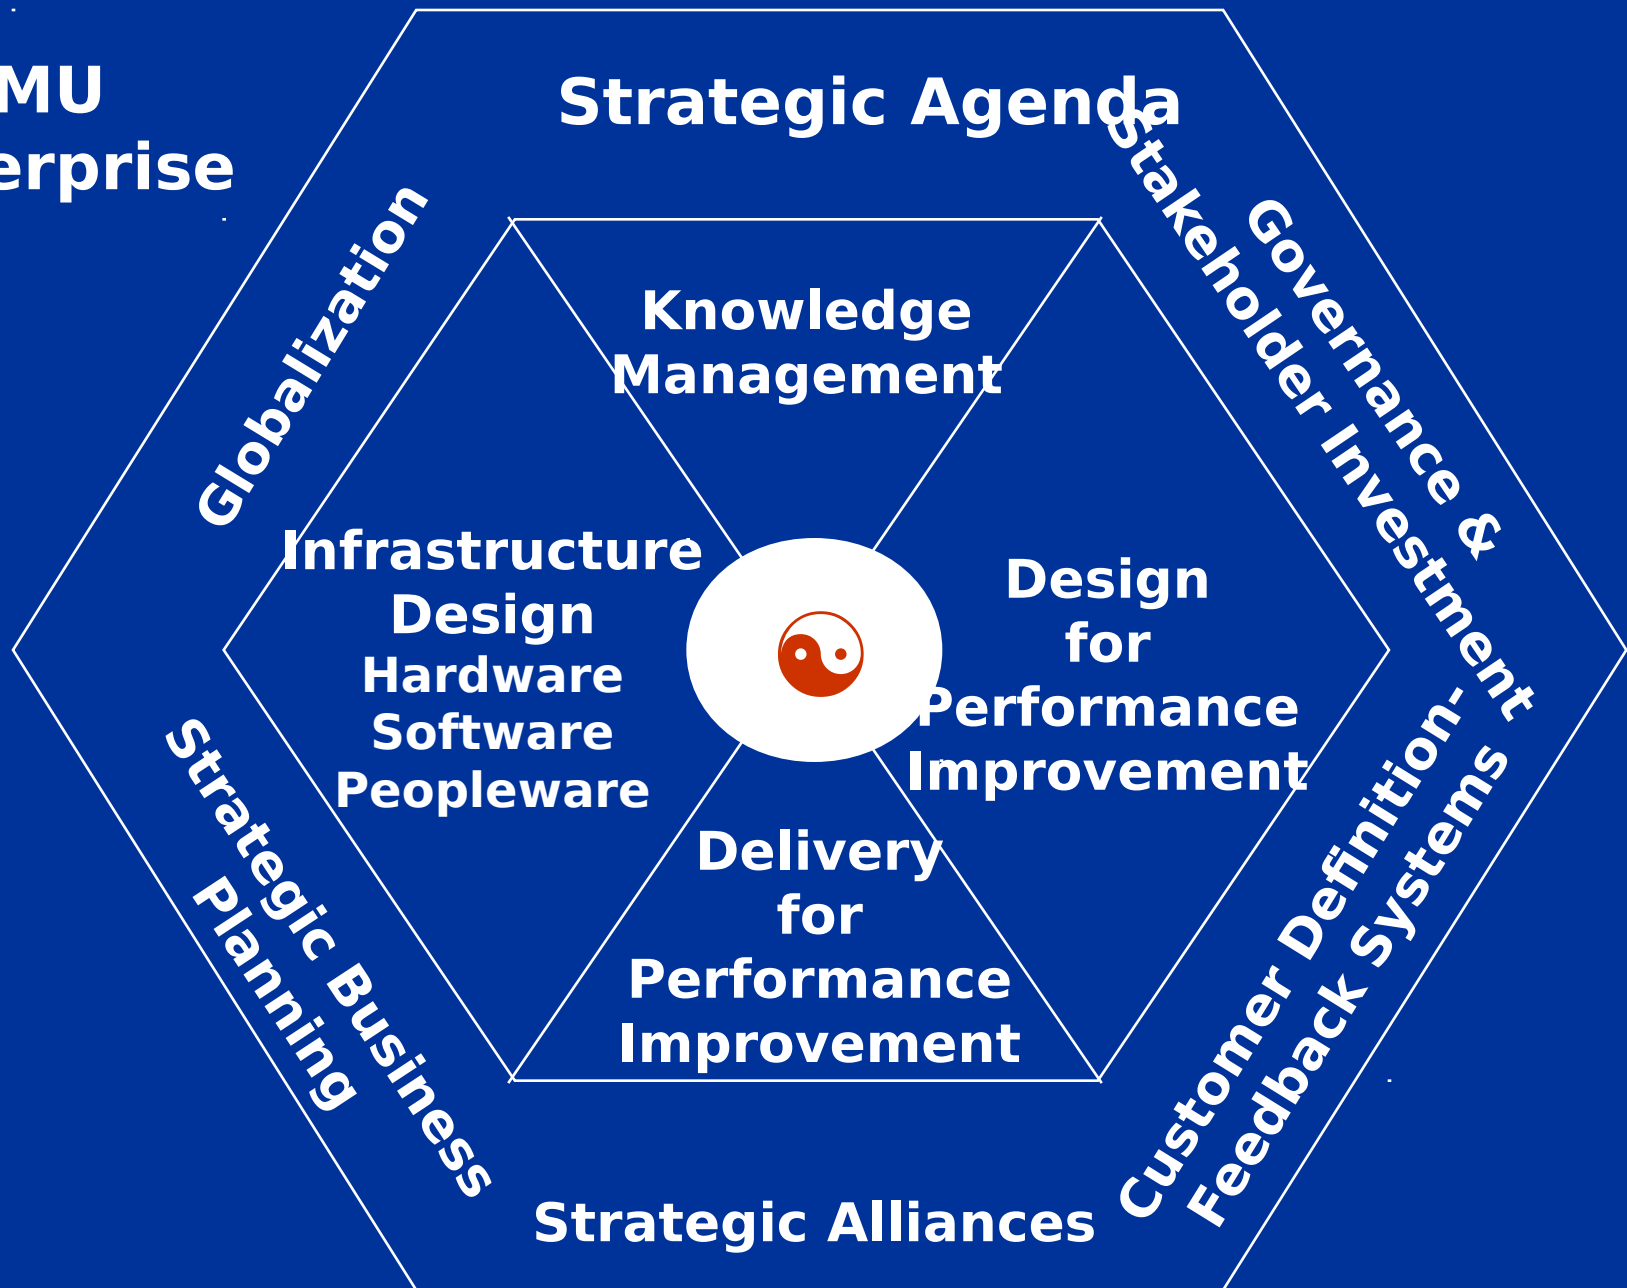 MU
erprise
Strategic Agenda
Globalization
Governance &
Stakeholder Investment
Knowledge
Management
Infrastructure
Design
Hardware
Software
Peopleware
Design
for
Performance
Improvement
Delivery
for
Performance
Improvement
Strategic Business
Planning
Customer Definition-
Feedback Systems
Strategic Alliances